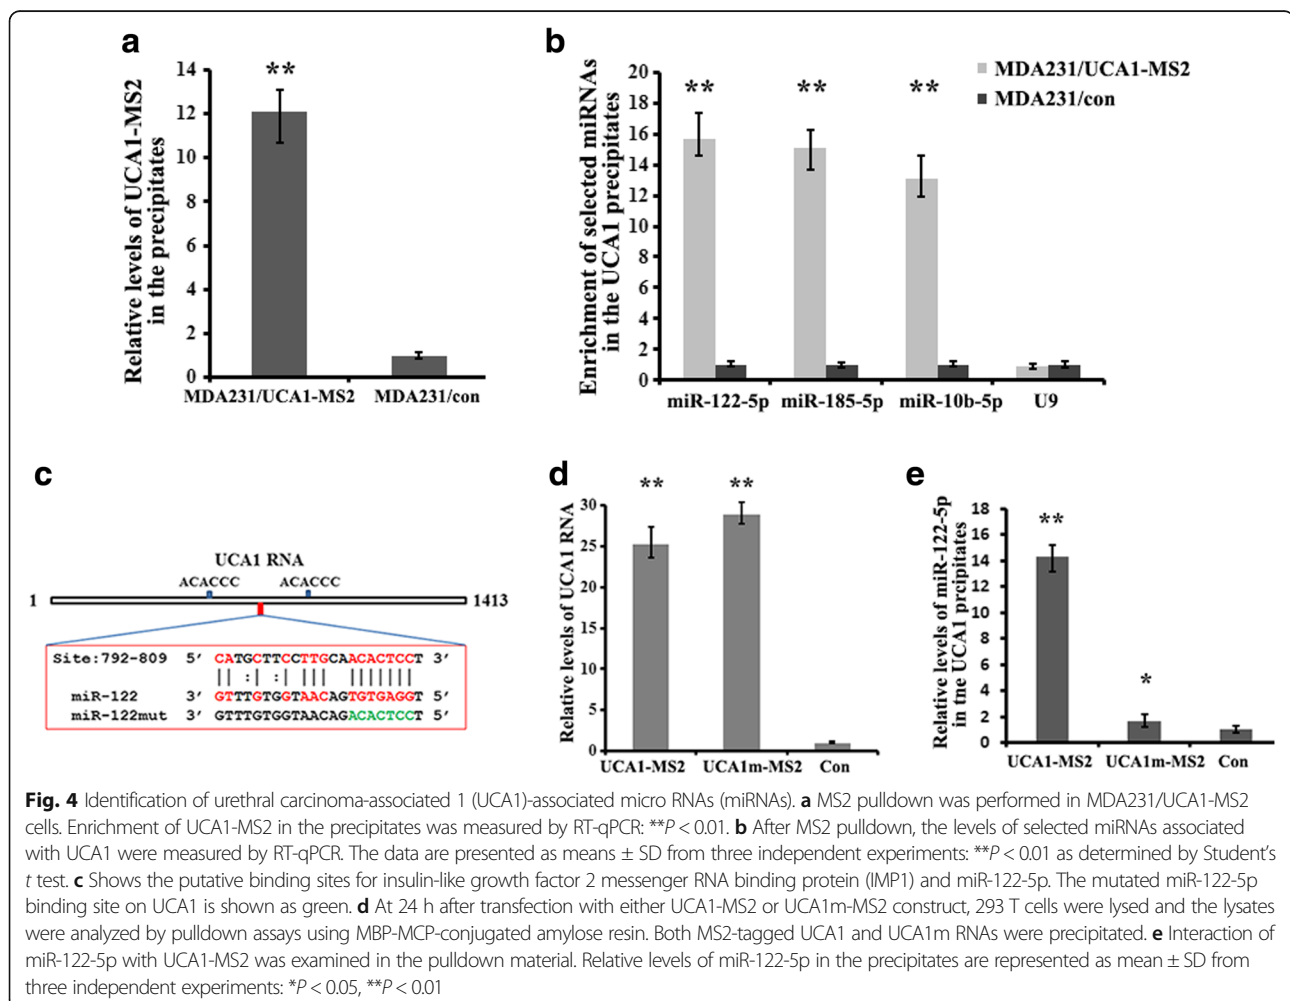 a
14
12
10
8
6
4
2
0
**
Relative levels of UCA1-MS2
in the precipitates
MDA231/UCA1-MS2 MDA231/con
b
20
18
16
14
12
10
8
6
4
2
0
** ** **
Enrichment of selected miRNAs
in the UCA1 precipitates
MDA231/UCA1-MS2
MDA231/con
miR-122-5p miR-185-5p miR-10b-5p U9
c
UCA1 RNA
ACACCC ACACCC
1 1413
Site:792-809 5′ CATGCTTCCTTGCAACACTCCT 3′
|| :| :| ||| |||||||
miR-122 3′ GTTTGTGGTAACAGTGTGAGGT 5′
miR-122mut 3′ GTTTGTGGTAACAGACACTCCT 5′
d
30
25
20
15
10
5
0
** **
Relative levels of UCA1 RNA
UCA1-MS2 UCA1m-MS2 Con
e
18
16
14
12
10
8
6
4
2
0
**
*
Relative levels of miR-122-5p
in tne UCA1 prcipitates
UCA1-MS2 UCA1m-MS2 Con
Fig. 4 Identification of urethral carcinoma-associated 1 (UCA1)-associated micro RNAs (miRNAs). a MS2 pulldown was performed in MDA231/UCA1-MS2
cells. Enrichment of UCA1-MS2 in the precipitates was measured by RT-qPCR: **P < 0.01. b After MS2 pulldown, the levels of selected miRNAs associated
with UCA1 were measured by RT-qPCR. The data are presented as means ± SD from three independent experiments: **P < 0.01 as determined by Student's
t test. c Shows the putative binding sites for insulin-like growth factor 2 messenger RNA binding protein (IMP1) and miR-122-5p. The mutated miR-122-5p
binding site on UCA1 is shown as green. d At 24 h after transfection with either UCA1-MS2 or UCA1m-MS2 construct, 293 T cells were lysed and the lysates
were analyzed by pulldown assays using MBP-MCP-conjugated amylose resin. Both MS2-tagged UCA1 and UCA1m RNAs were precipitated. e Interaction of
miR-122-5p with UCA1-MS2 was examined in the pulldown material. Relative levels of miR-122-5p in the precipitates are represented as mean ± SD from
three independent experiments: *P < 0.05, **P < 0.01